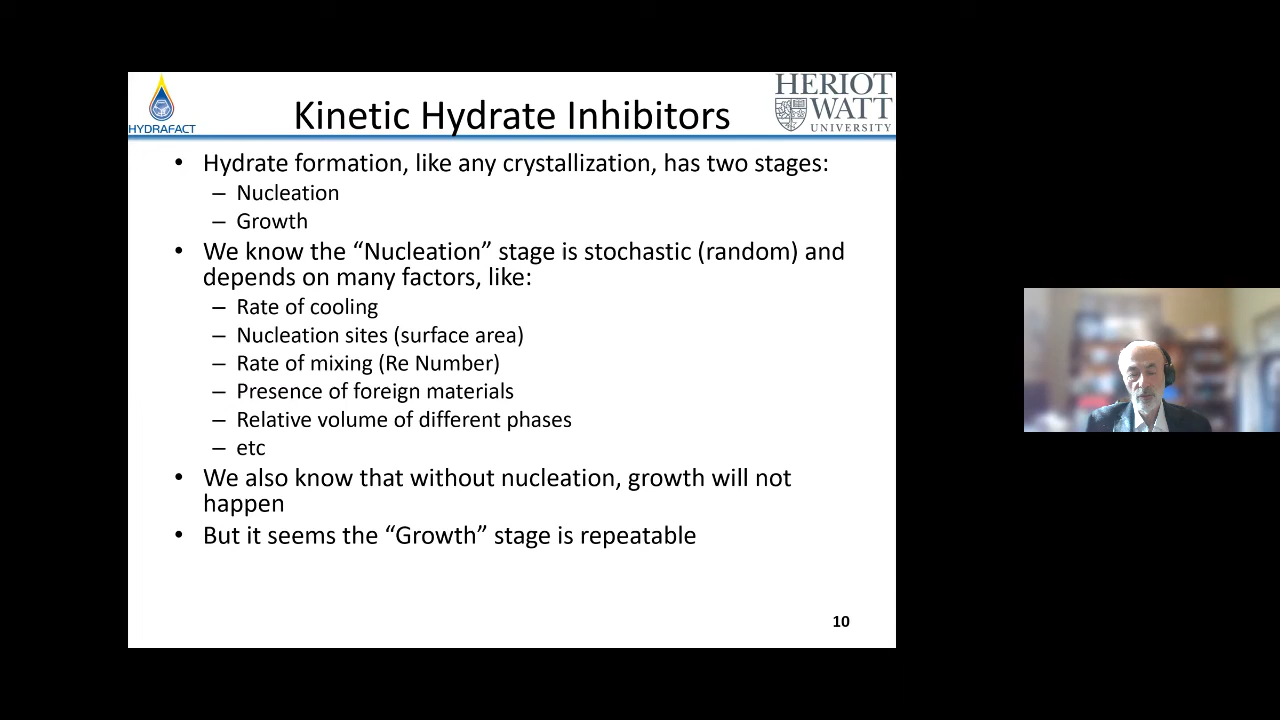 HYDRAFACT
Kinetic Hydrate Inhibitors
HERIOT
WATT
UNIVERSITY
• Hydrate formation, like any crystallization, has two stages:
– Nucleation
– Growth
• We know the “Nucleation” stage is stochastic (random) and
depends on many factors, like:
– Rate of cooling
– Nucleation sites (surface area)
– Rate of mixing (Re Number)
– Presence of foreign materials
– Relative volume of different phases
– etc
• We also know that without nucleation, growth will not
happen
• But it seems the “Growth” stage is repeatable
10